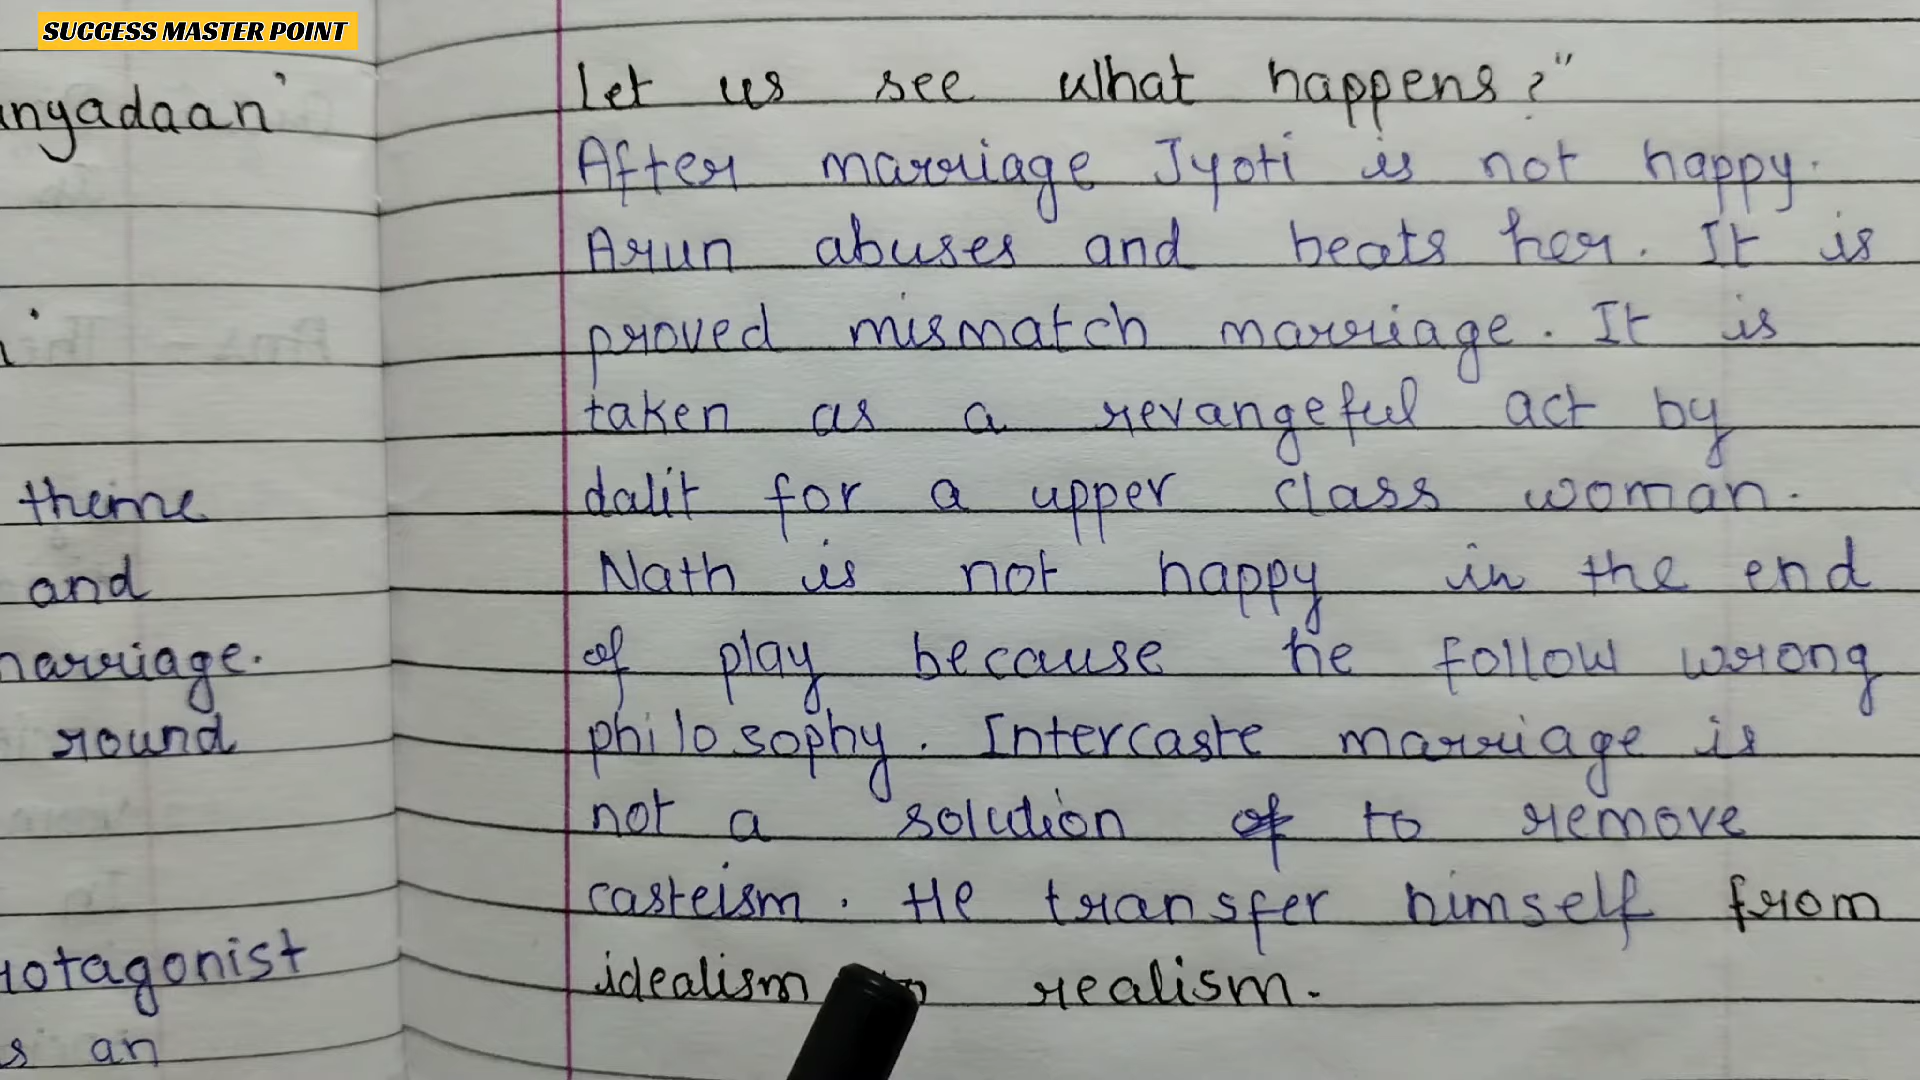 SUCCESS MASTER POINT
nyadaan'
theme
and
marriage.
round
rotagonist
s an
Let us see what happens?"
After marriage Jyoti is not happy.
Arun abuses and beats her. It is
proved mismatch marriage. It is
taken as a revangeful act by
dalit for a upper class woman.
Nath is not happy in the end
of play because he follow wrong
philosophy. Intercaste marriage is
not a solution of to remove
casteism. He transfer himself from
idealism realism.